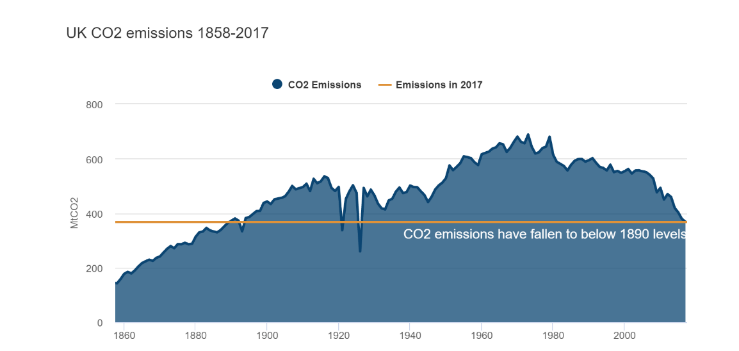 UK CO2 emissions 1858-2017
CO2 Emissions
Emissions in 2017
800
600
400
200
0
MtCO2
CO2 emissions have fallen to below 1890 levels
1860
1880
1900
1920
1940
1960
1980
2000